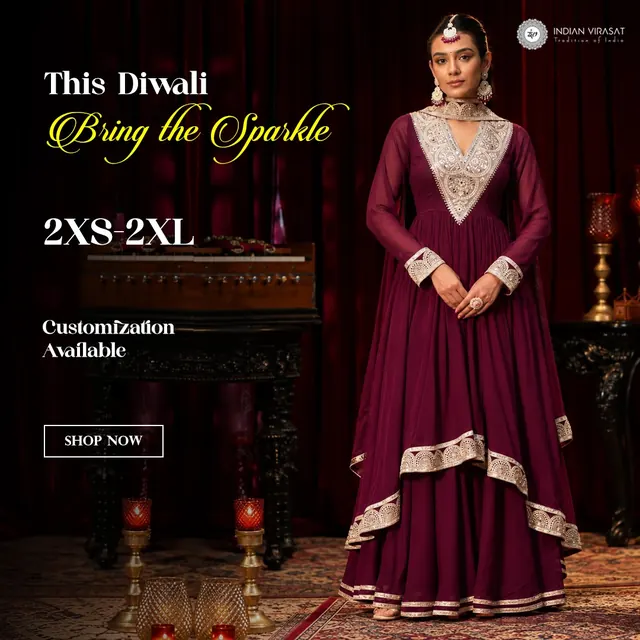 This Diwali
Bring the Sparkle
2XS-2XL
Customization
Available
SHOP NOW
INDIAN VIRASAT
Tradition of India